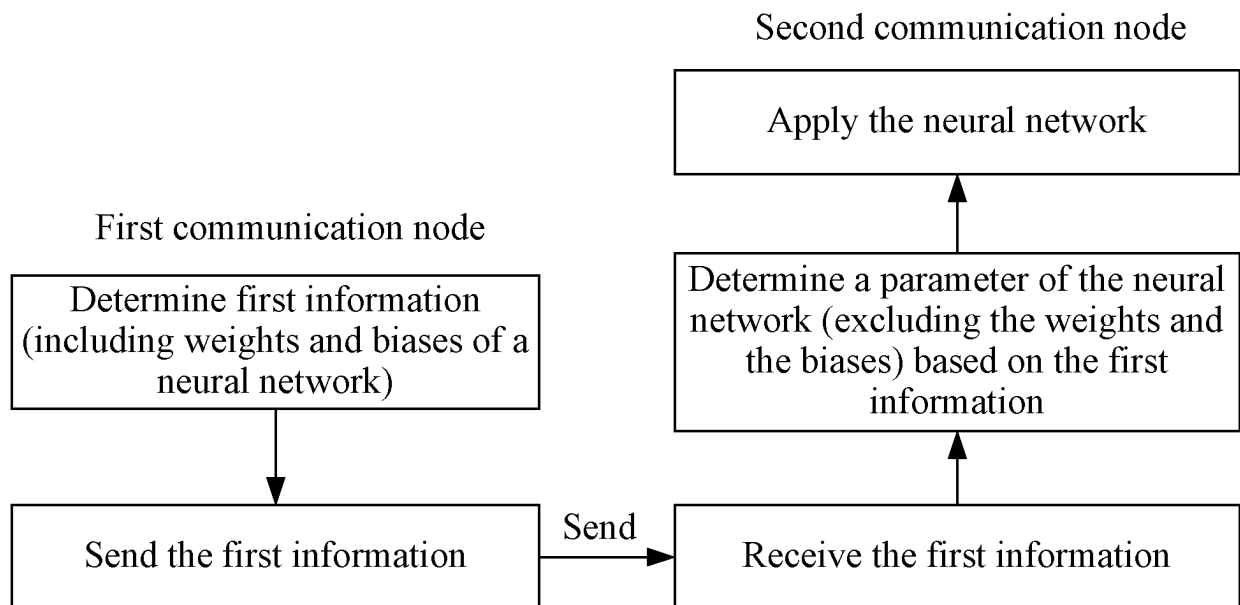 Second communication node
Apply the neural network
First communication node
Determine first information
(including weights and biases of a
neural network)
Determine a parameter of the neural
network (excluding the weights and
the biases) based on the first
information
Send the first information
Send
Receive the first information